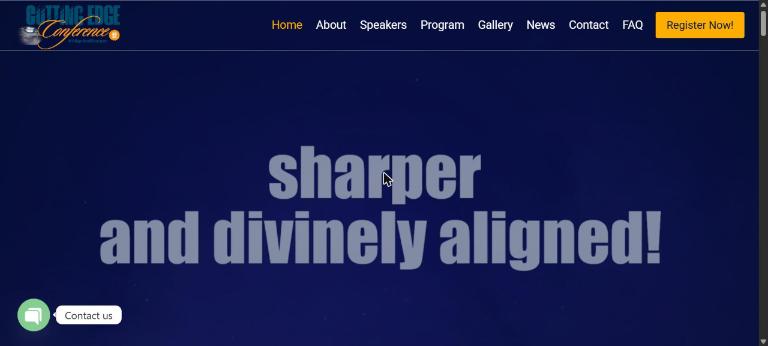 CUTTING EDGE
Conference
Home About Speakers Program Gallery News Contact FAQ Register Now!
sharper
and divinely aligned!
Contact us